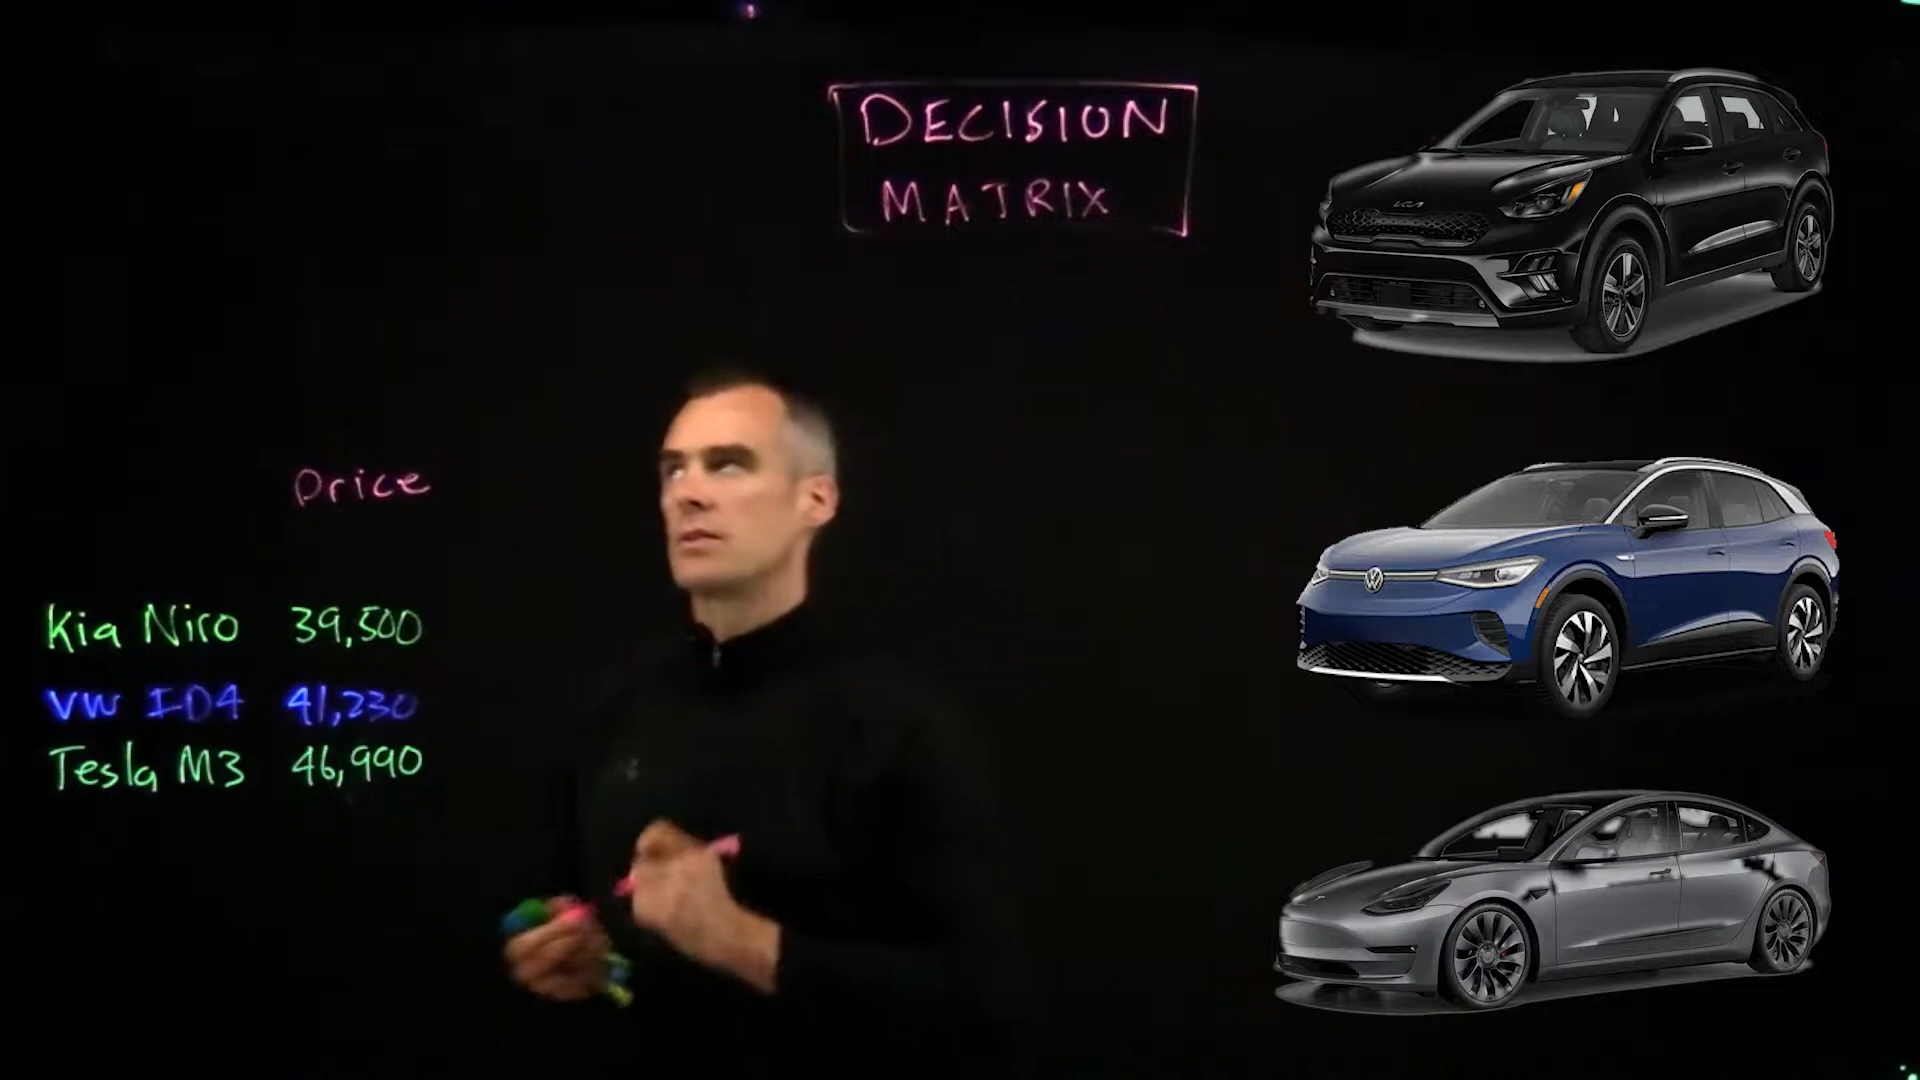 DECISION
MATRIX
Price
Kia Niro 39,500
VW ID4 41,230
Tesla M3 46,990